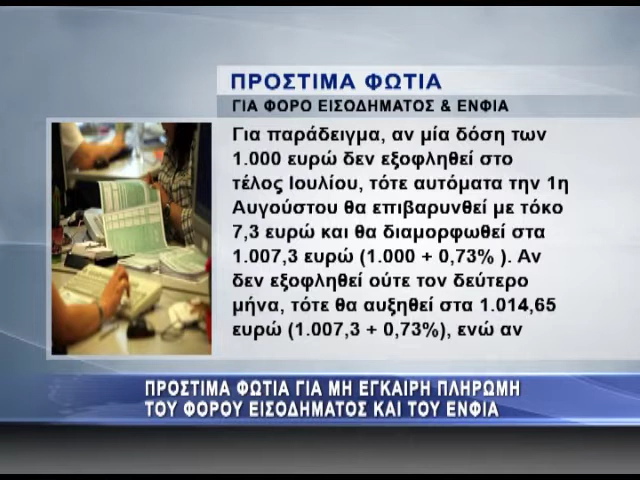 ΠΡΟΣΤΙΜΑ ΦΩΤΙΑ
ΓΙΑ ΦΟΡΟ ΕΙΣΟΔΗΜΑΤΟΣ & ΕΝΦΙΑ
Για παράδειγμα, αν μία δόση των
1.000 ευρώ δεν εξοφληθεί στο
τέλος Ιουλίου, τότε αυτόματα την 1η
Αυγούστου θα επιβαρυνθεί με τόκο
7,3 ευρώ και θα διαμορφωθεί στα
1.007,3 ευρώ (1.000 + 0,73% ). Αν
δεν εξοφληθεί ούτε τον δεύτερο
μήνα, τότε θα αυξηθεί στα 1.014,65
ευρώ (1.007,3 + 0,73%), ενώ αν
ΠΡΟΣΤΙΜΑ ΦΩΤΙΑ ΓΙΑ ΜΗ ΕΓΚΑΙΡΗ ΠΛΗΡΩΜΗ
ΤΟΥ ΦΟΡΟΥ ΕΙΣΟΔΗΜΑΤΟΣ ΚΑΙ ΤΟΥ ΕΝΦΙΑ